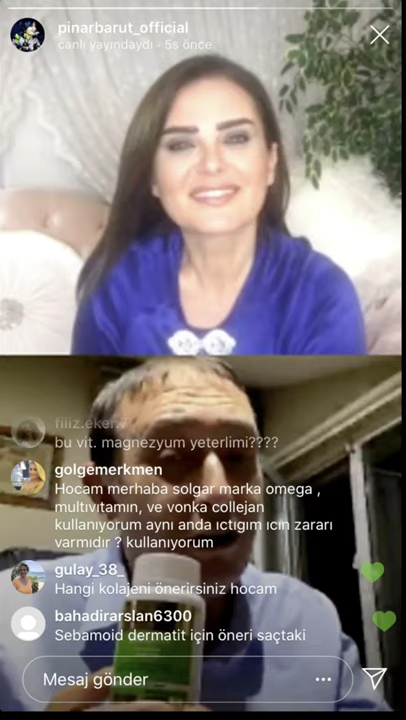 pinarbarut_official
canlı yayındaydı · 5s önce
filiz.eker.
bu vit. magnezyum yeterlimi????
golgemerkmen
Hocam merhaba solgar marka omega ,
multıvıtamın, ve vonka collejan
kullanıyorum aynı anda ıctıgım ıcın zararı
varmıdır ? kullanıyorum
gulay_38_
Hangi kolajeni önerirsiniz hocam
bahadirarslan6300
Sebamoid dermatit için öneri saçtaki
Mesaj gönder